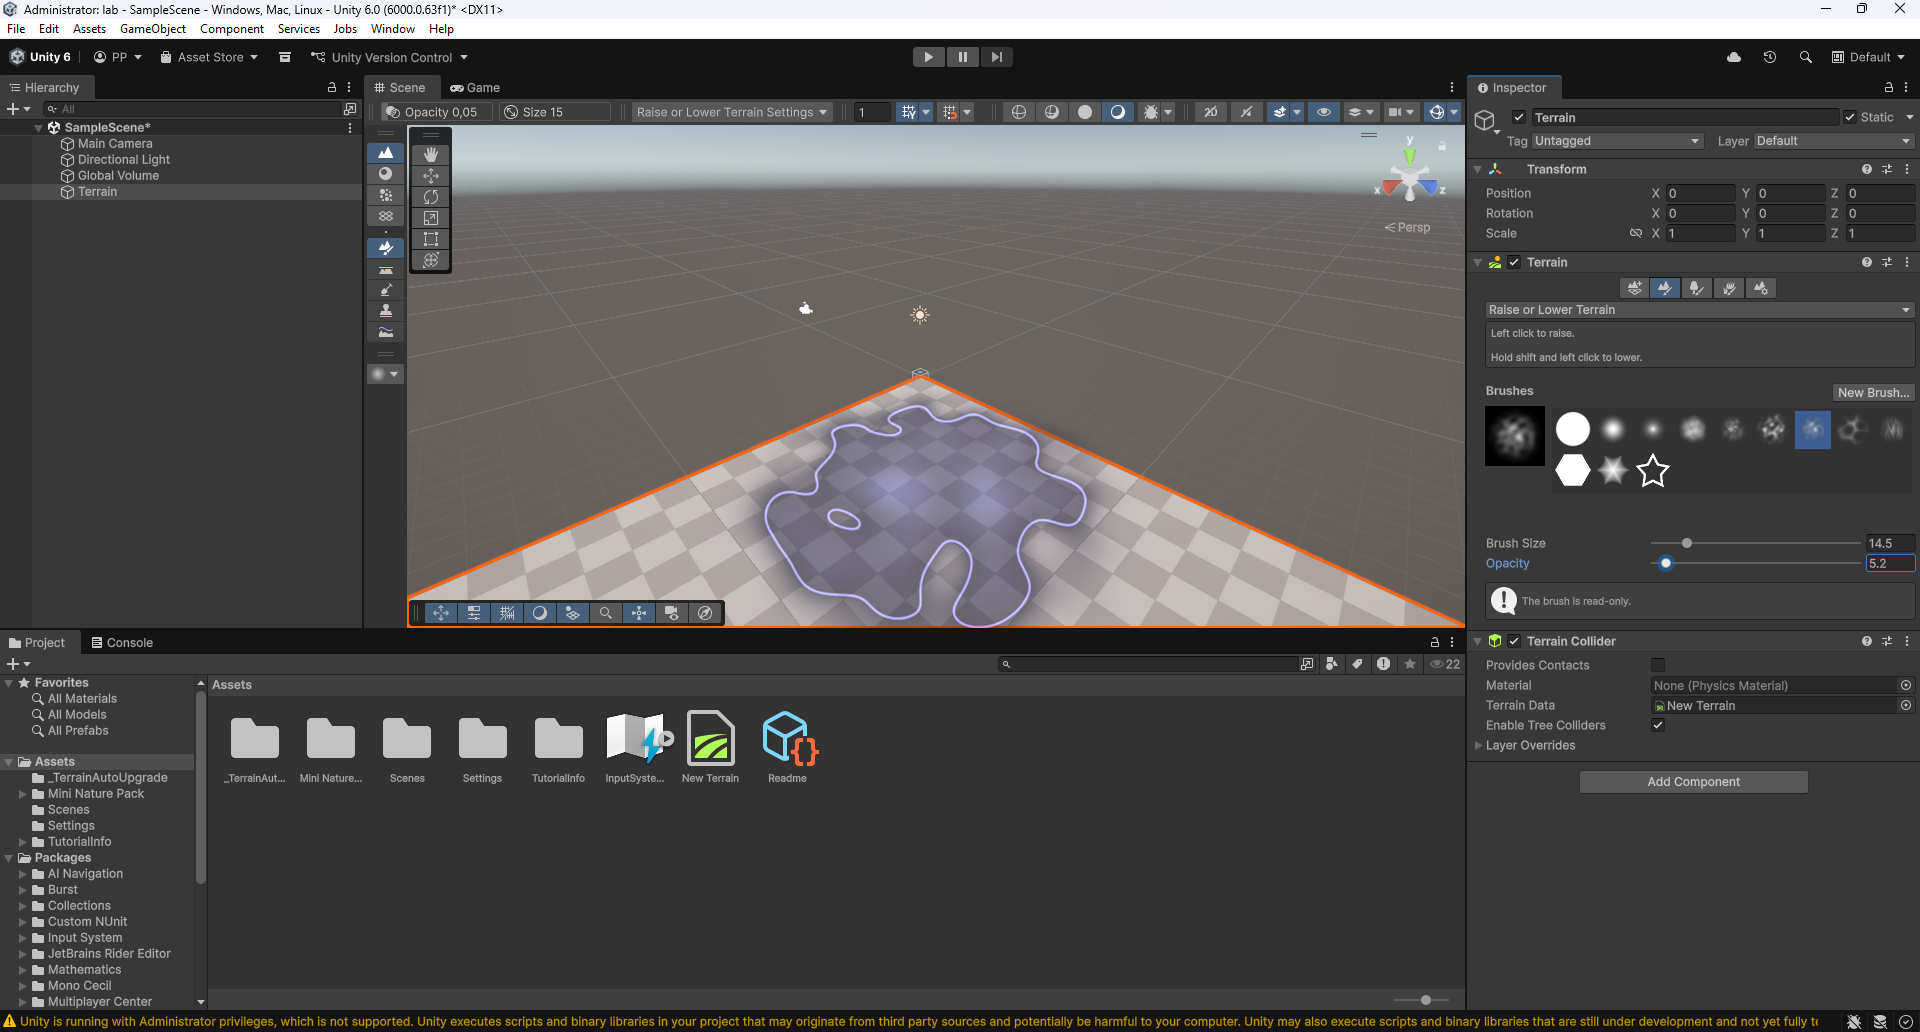 Administrator: lab - SampleScene - Windows, Mac, Linux - Unity 6.0 (6000.0.63f1)* <DX11>
File Edit Assets GameObject Component Services Jobs Window Help
Unity 6 PP Asset Store Unity Version Control Default
Hierarchy Scene Game Inspector
All Opacity 0,05 Size 15 Raise or Lower Terrain Settings 1 2D
SampleScene*
Main Camera
Directional Light
Global Volume
Terrain
y
x z
Persp
Terrain Static
Tag Untagged Layer Default
Transform
Position X 0 Y 0 Z 0
Rotation X 0 Y 0 Z 0
Scale X 1 Y 1 Z 1
Terrain
Raise or Lower Terrain
Left click to raise.
Hold shift and left click to lower.
Brushes New Brush...
Brush Size 14.5
Opacity 5.2
The brush is read-only.
Terrain Collider
Provides Contacts
Material None (Physics Material)
Terrain Data New Terrain
Enable Tree Colliders
Layer Overrides
Add Component
Project Console
22
Favorites
All Materials
All Models
All Prefabs
Assets
_TerrainAutoUpgrade
Mini Nature Pack
Scenes
Settings
TutorialInfo
Packages
AI Navigation
Burst
Collections
Custom NUnit
Input System
JetBrains Rider Editor
Mathematics
Mono Cecil
Multiplayer Center
Assets
_TerrainAut... Mini Nature... Scenes Settings TutorialInfo InputSyste... New Terrain Readme
Unity is running with Administrator privileges, which is not supported. Unity executes scripts and binary libraries in your project that may originate from third party sources and potentially be harmful to your computer. Unity may also execute scripts and binary libraries that are still under development and not yet fully te